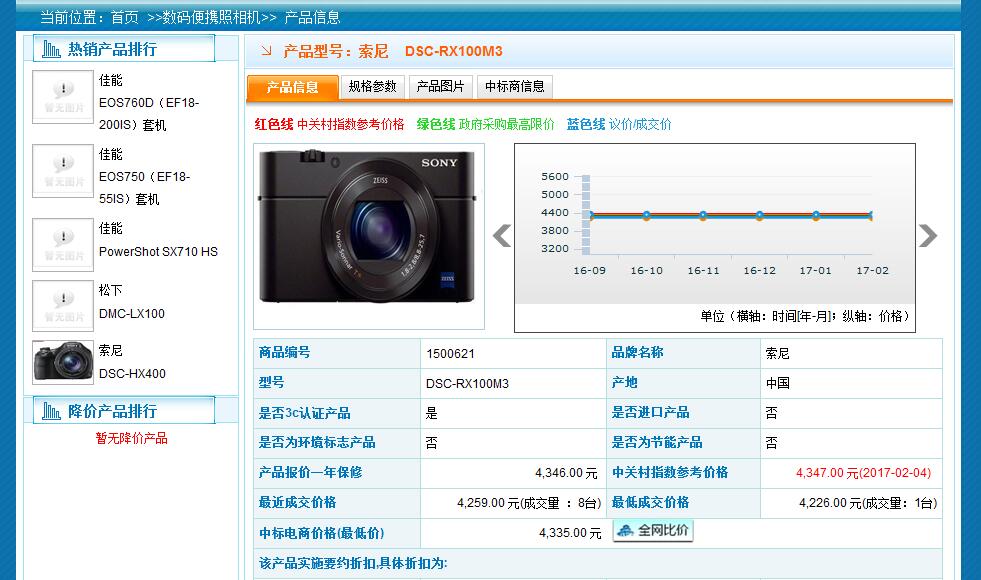 当前位置：首页 >>数码便携照相机>> 产品信息
热销产品排行
暂无图片
佳能
EOS760D（EF18-
200IS）套机
暂无图片
佳能
EOS750（EF18-
55IS）套机
暂无图片
佳能
PowerShot SX710 HS
暂无图片
松下
DMC-LX100
索尼
DSC-HX400
降价产品排行
暂无降价产品
产品型号：索尼 DSC-RX100M3
产品信息 规格参数 产品图片 中标商信息
红色线 中关村指数参考价格 绿色线 政府采购最高限价 蓝色线 议价/成交价
SONY
ZEISS
Vario-Sonnar T*
1,8-2,8/8,8-25,7
ZEISS
5600
5000
4400
3800
3200
16-09 16-10 16-11 16-12 17-01 17-02
单位（横轴：时间[年-月]；纵轴：价格）
商品编号 1500621 品牌名称 索尼
型号 DSC-RX100M3 产地 中国
是否3c认证产品 是 是否进口产品 否
是否为环境标志产品 否 是否为节能产品 否
产品报价一年保修 4,346.00 元 中关村指数参考价格 4,347.00 元(2017-02-04)
最近成交价格 4,259.00 元(成交量 ：8台) 最低成交价格 4,226.00 元(成交量：1台)
中标电商价格(最低价) 4,335.00 元 全网比价
该产品实施要约折扣,具体折扣为: